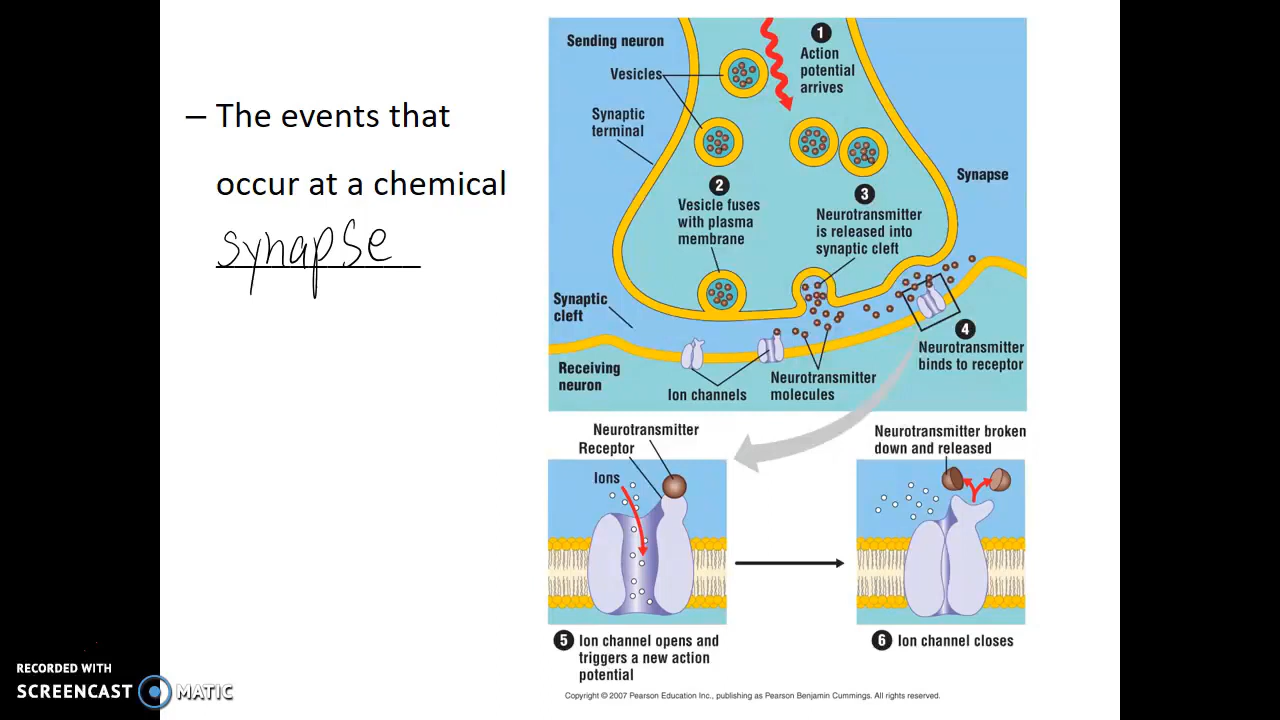 – The events that
occur at a chemical
synapse
Sending neuron
Vesicles
Synaptic
terminal
1
Action
potential
arrives
2
Vesicle fuses
with plasma
membrane
3
Neurotransmitter
is released into
synaptic cleft
Synapse
Synaptic
cleft
4
Neurotransmitter
binds to receptor
Receiving
neuron
Ion channels
Neurotransmitter
molecules
Neurotransmitter
Receptor
Ions
Neurotransmitter broken
down and released
5 Ion channel opens and
triggers a new action
potential
6 Ion channel closes
Copyright © 2007 Pearson Education Inc., publishing as Pearson Benjamin Cummings. All rights reserved.
RECORDED WITH
SCREENCAST MATIC